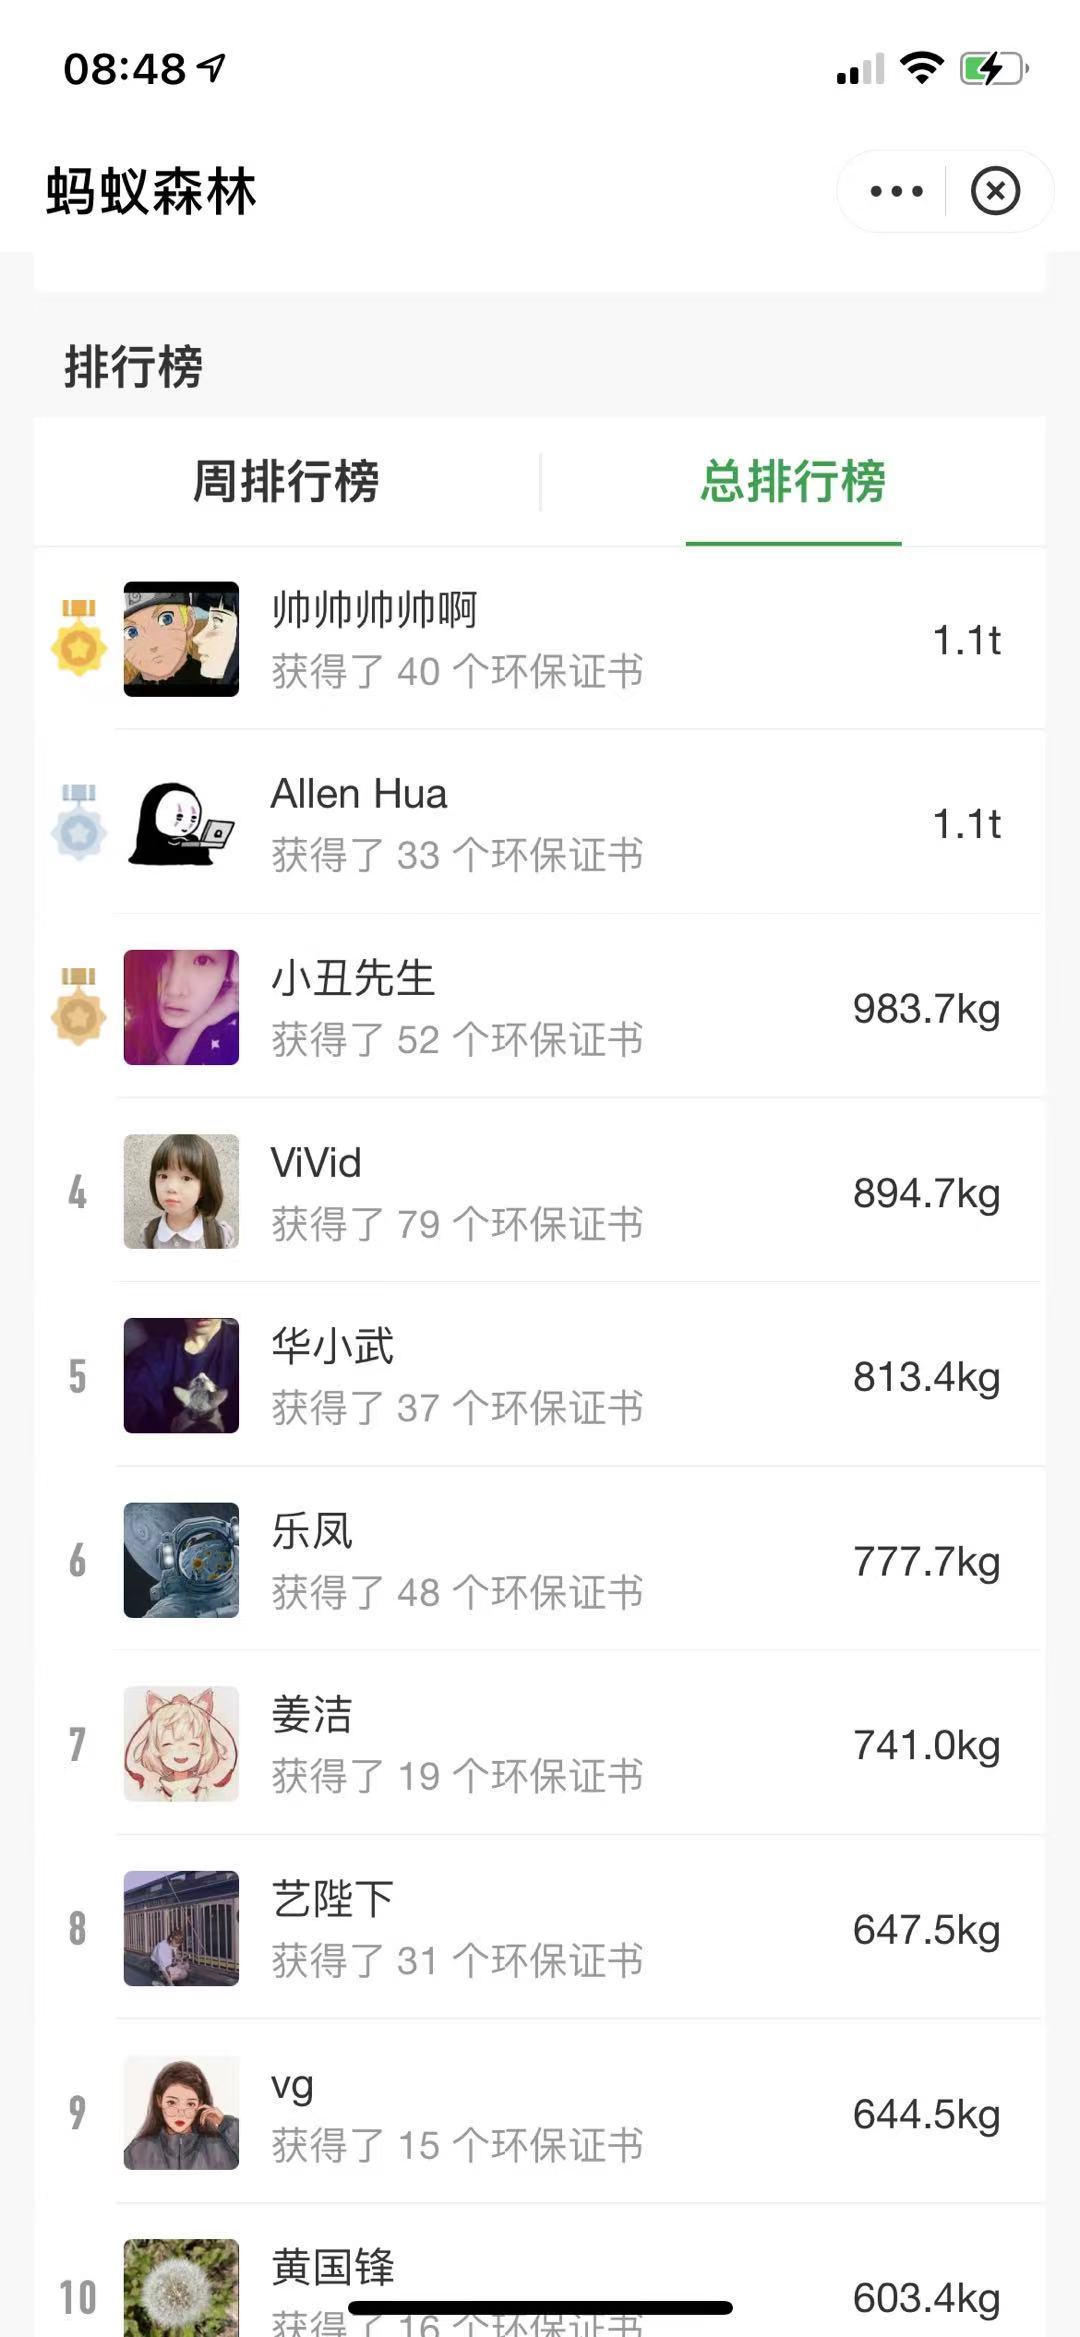 08:48
蚂蚁森林
排行榜
周排行榜
总排行榜
帅帅帅帅啊
获得了 40 个环保证书
1.1t
Allen Hua
获得了 33 个环保证书
1.1t
小丑先生
获得了 52 个环保证书
983.7kg
4
ViVid
获得了 79 个环保证书
894.7kg
5
华小武
获得了 37 个环保证书
813.4kg
6
乐凤
获得了 48 个环保证书
777.7kg
7
姜洁
获得了 19 个环保证书
741.0kg
8
艺陛下
获得了 31 个环保证书
647.5kg
9
vg
获得了 15 个环保证书
644.5kg
10
黄国锋
获得了 16 个环保证书
603.4kg